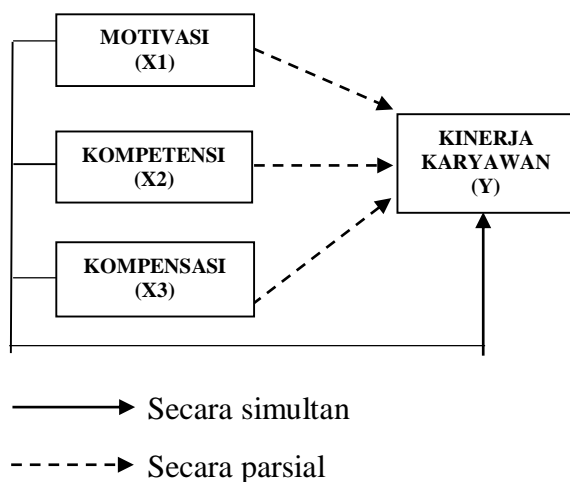 MOTIVASI
(X1)
KOMPETENSI
(X2)
KOMPENSASI
(X3)
KINERJA
KARYAWAN
(Y)
Secara simultan
Secara parsial